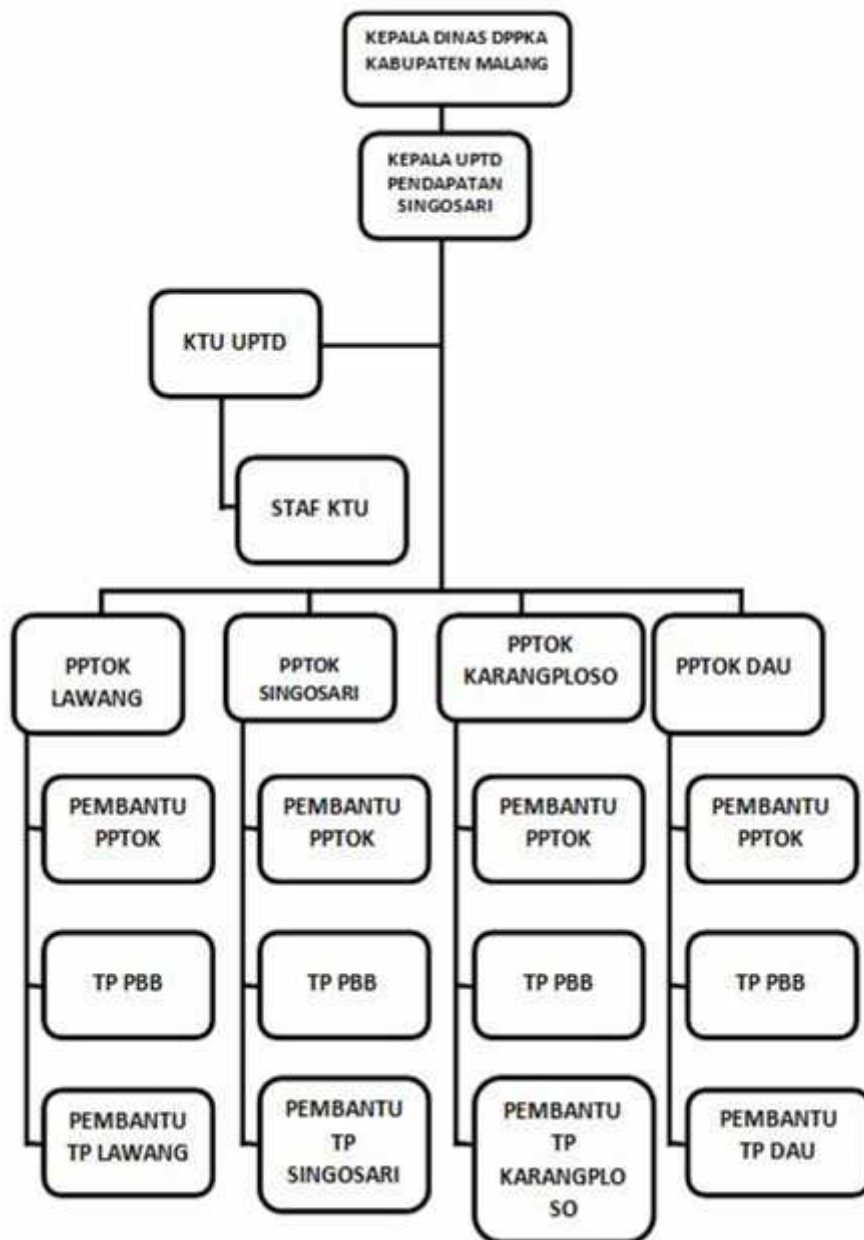 KEPALA DINAS DPPKA
KABUPATEN MALANG
KEPALA UPTD
PENDAPATAN
SINGOSARI
KTU UPTD
STAF KTU
PPTOK
LAWANG
PPTOK
SINGOSARI
PPTOK
KARANGPLOSO
PPTOK DAU
PEMBANTU
PPTOK
PEMBANTU
PPTOK
PEMBANTU
PPTOK
PEMBANTU
PPTOK
TP PBB
TP PBB
TP PBB
TP PBB
PEMBANTU
TP LAWANG
PEMBANTU
TP
SINGOSARI
PEMBANTU
TP
KARANGPLO
SO
PEMBANTU
TP DAU